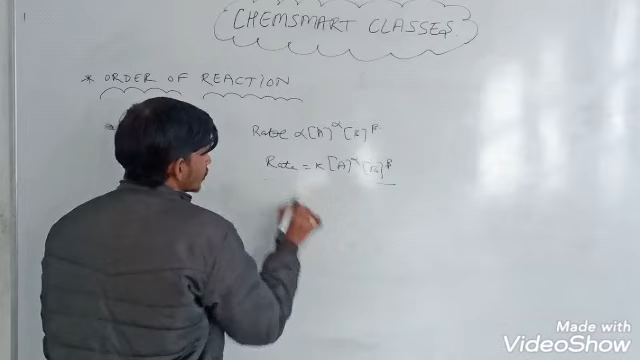 CHEMSMART CLASSES
* ORDER OF REACTION
Rate ∝ [A]^α [B]^β
Rate = K [A]^α [B]^β
Made with
VideoShow